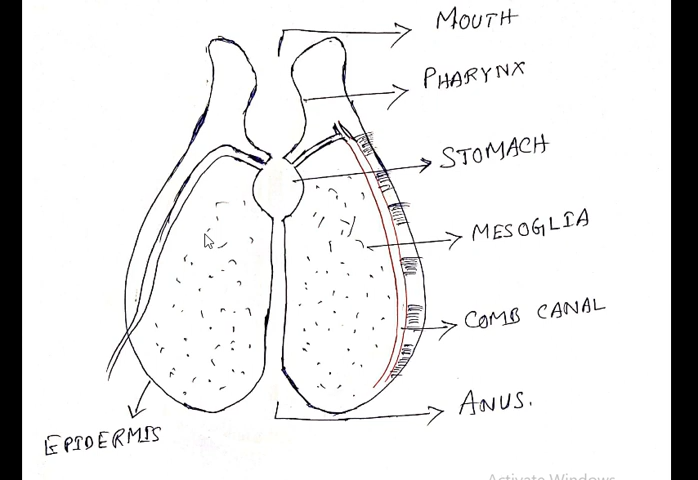 MOUTH
PHARYNX
STOMACH
MESOGLIA
COMB CANAL
ANUS.
EPIDERMIS
Activate Windows